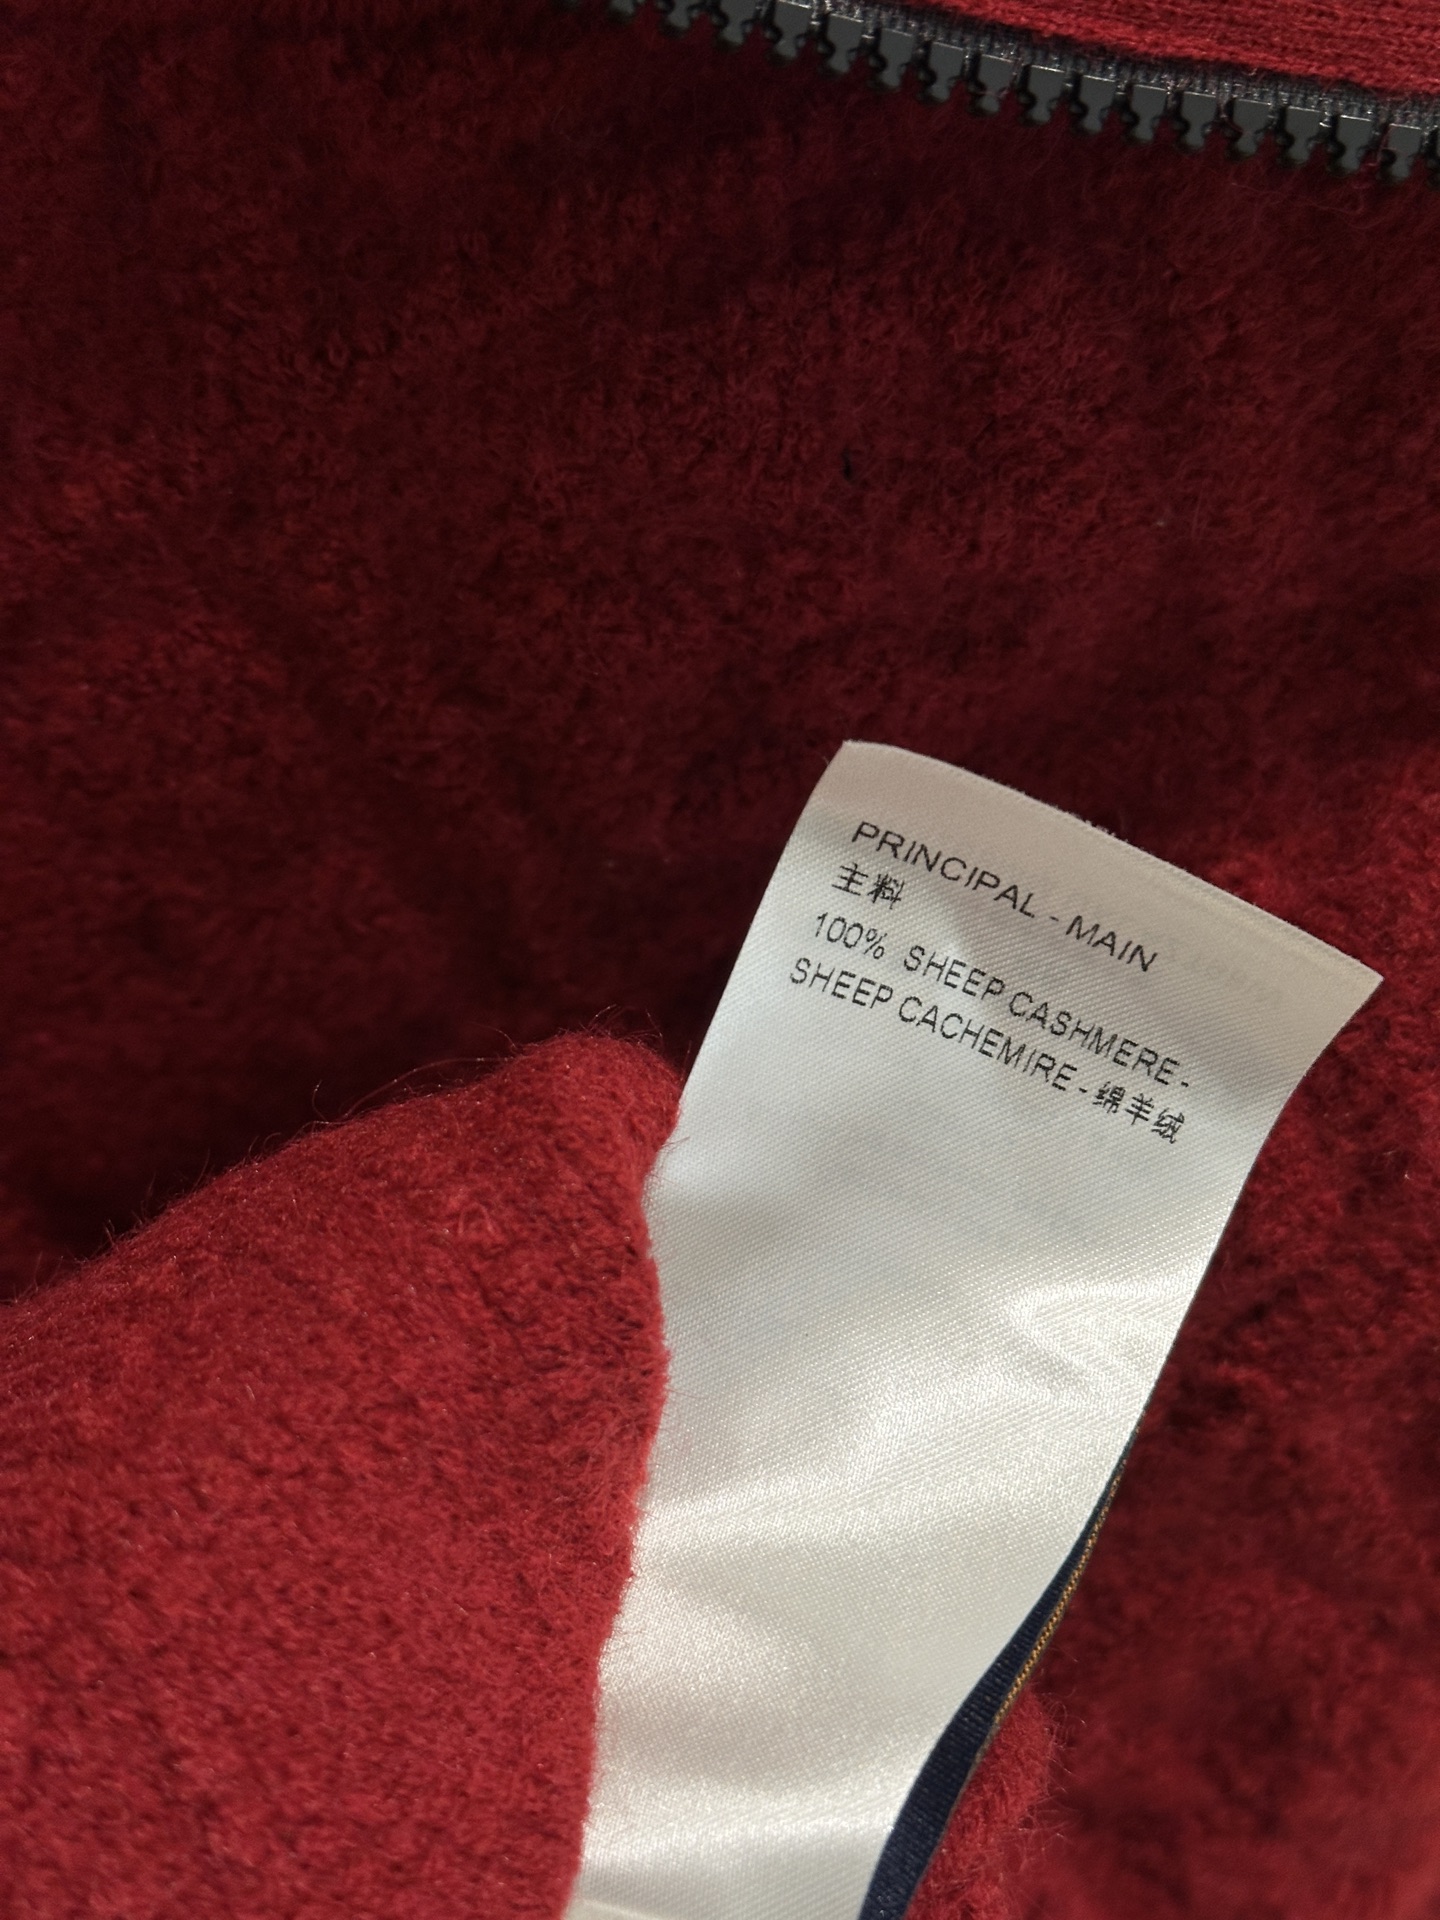 PRINCIPAL - MAIN
主料
100% SHEEP CASHMERE-
SHEEP CACHEMIRE-绵羊绒